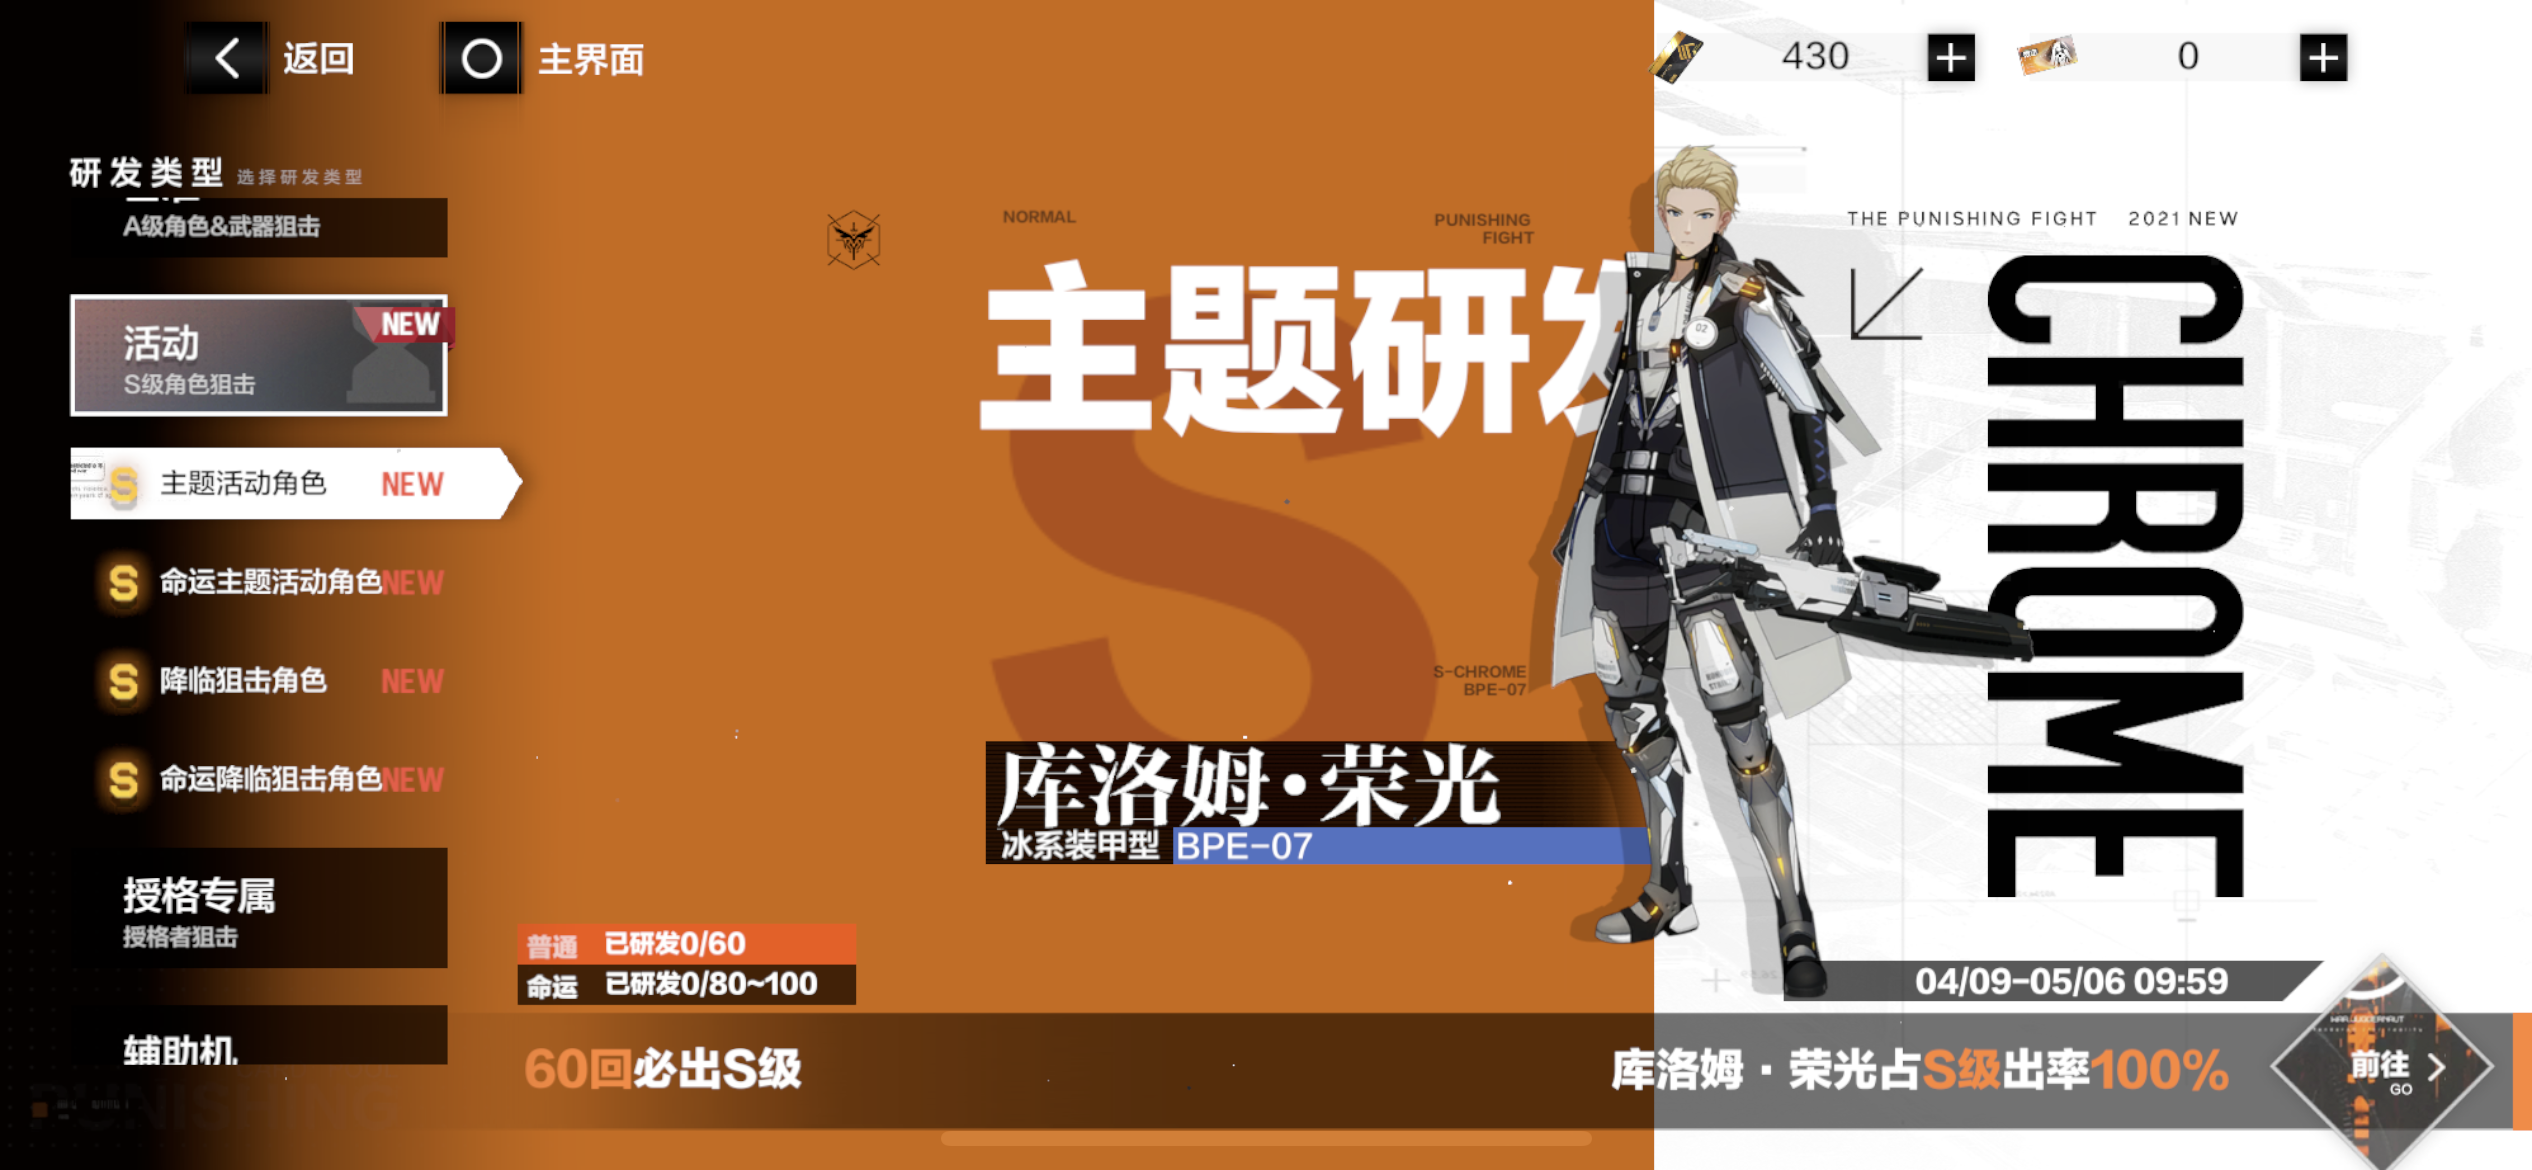 返回
主界面
430
0
研发类型 选择研发类型
A级角色&武器狙击
活动
NEW
S级角色狙击
S 主题活动角色 NEW
S 命运主题活动角色 NEW
S 降临狙击角色 NEW
S 命运降临狙击角色 NEW
授格专属
授格者狙击
辅助机
PUNISHING
NORMAL
PUNISHING
FIGHT
主题研发
S
S-CHROME
BPE-07
库洛姆·荣光
冰系装甲型 BPE-07
02
THE PUNISHING FIGHT 2021 NEW
CHROME
普通 已研发0/60
命运 已研发0/80~100
04/09-05/06 09:59
60回必出S级
库洛姆·荣光占S级出率100%
前往
GO